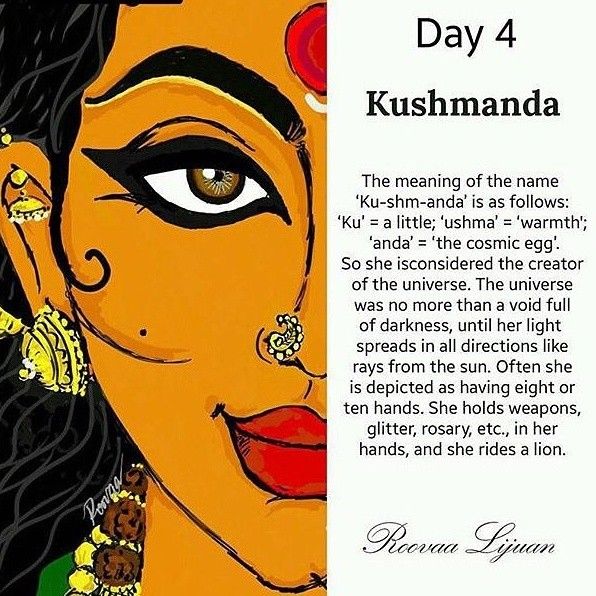 Day 4
Kushmanda
The meaning of the name
‘Ku-shm-anda’ is as follows:
‘Ku’ = a little; ‘ushma’ = ‘warmth';
‘anda’ = ‘the cosmic egg’.
So she isconsidered the creator
of the universe. The universe
was no more than a void full
of darkness, until her light
spreads in all directions like
rays from the sun. Often she
is depicted as having eight or
ten hands. She holds weapons,
glitter, rosary, etc., in her
hands, and she rides a lion.
Roovaa Lijuan